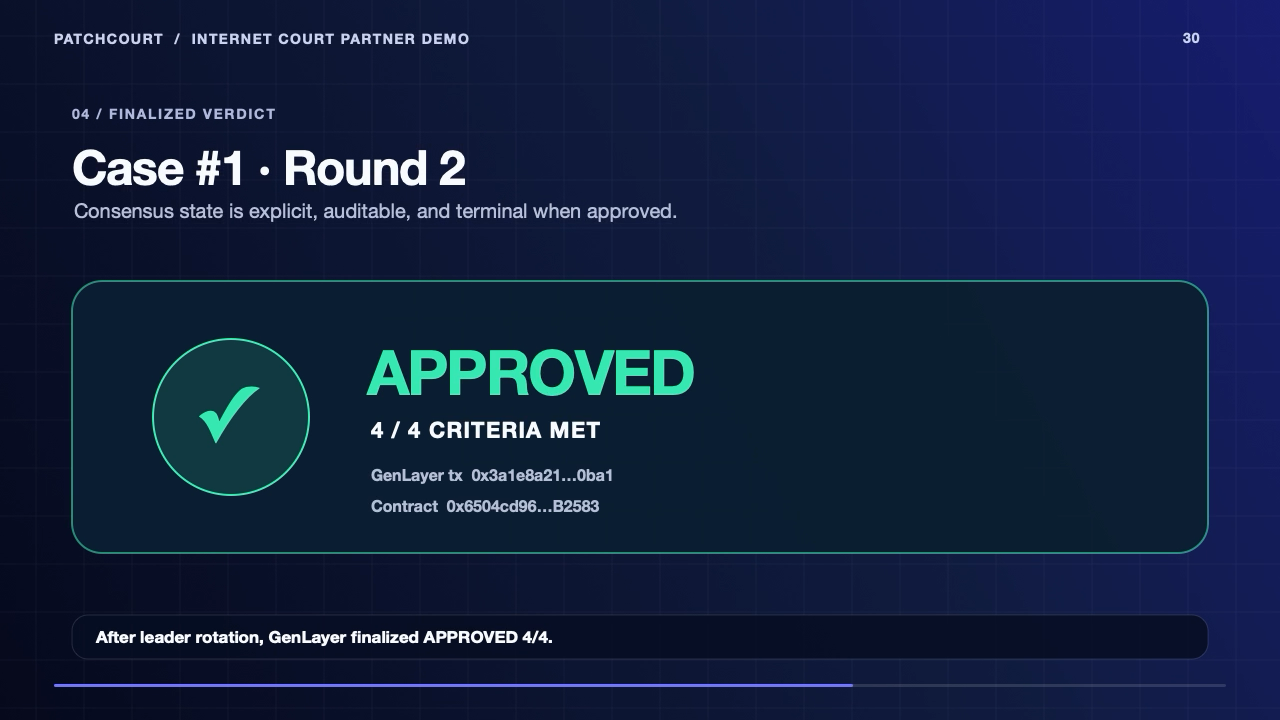 PATCHCOURT / INTERNET COURT PARTNER DEMO
30
04 / FINALIZED VERDICT
Case #1 · Round 2
Consensus state is explicit, auditable, and terminal when approved.
APPROVED
4 / 4 CRITERIA MET
GenLayer tx 0x3a1e8a21…0ba1
Contract 0x6504cd96…B2583
After leader rotation, GenLayer finalized APPROVED 4/4.